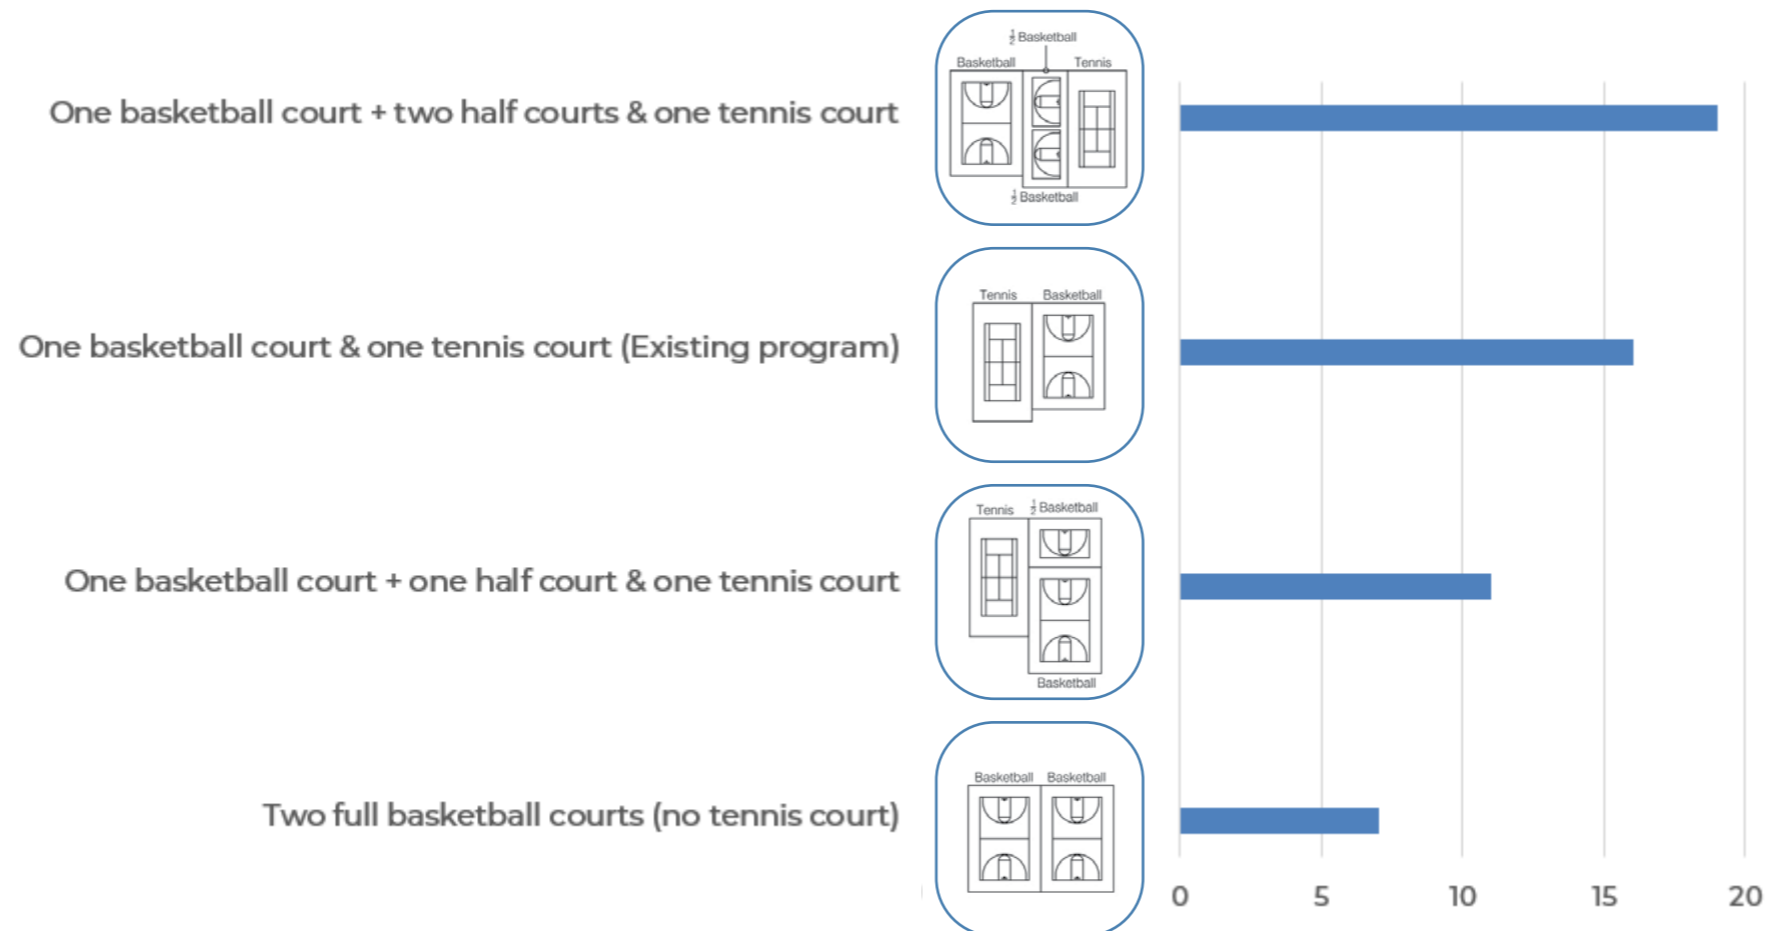 ½ Basketball
Basketball Tennis
One basketball court + two half courts & one tennis court
½ Basketball
Tennis Basketball
One basketball court & one tennis court (Existing program)
Tennis ½ Basketball
One basketball court + one half court & one tennis court
Basketball
Basketball Basketball
Two full basketball courts (no tennis court)
0 5 10 15 20